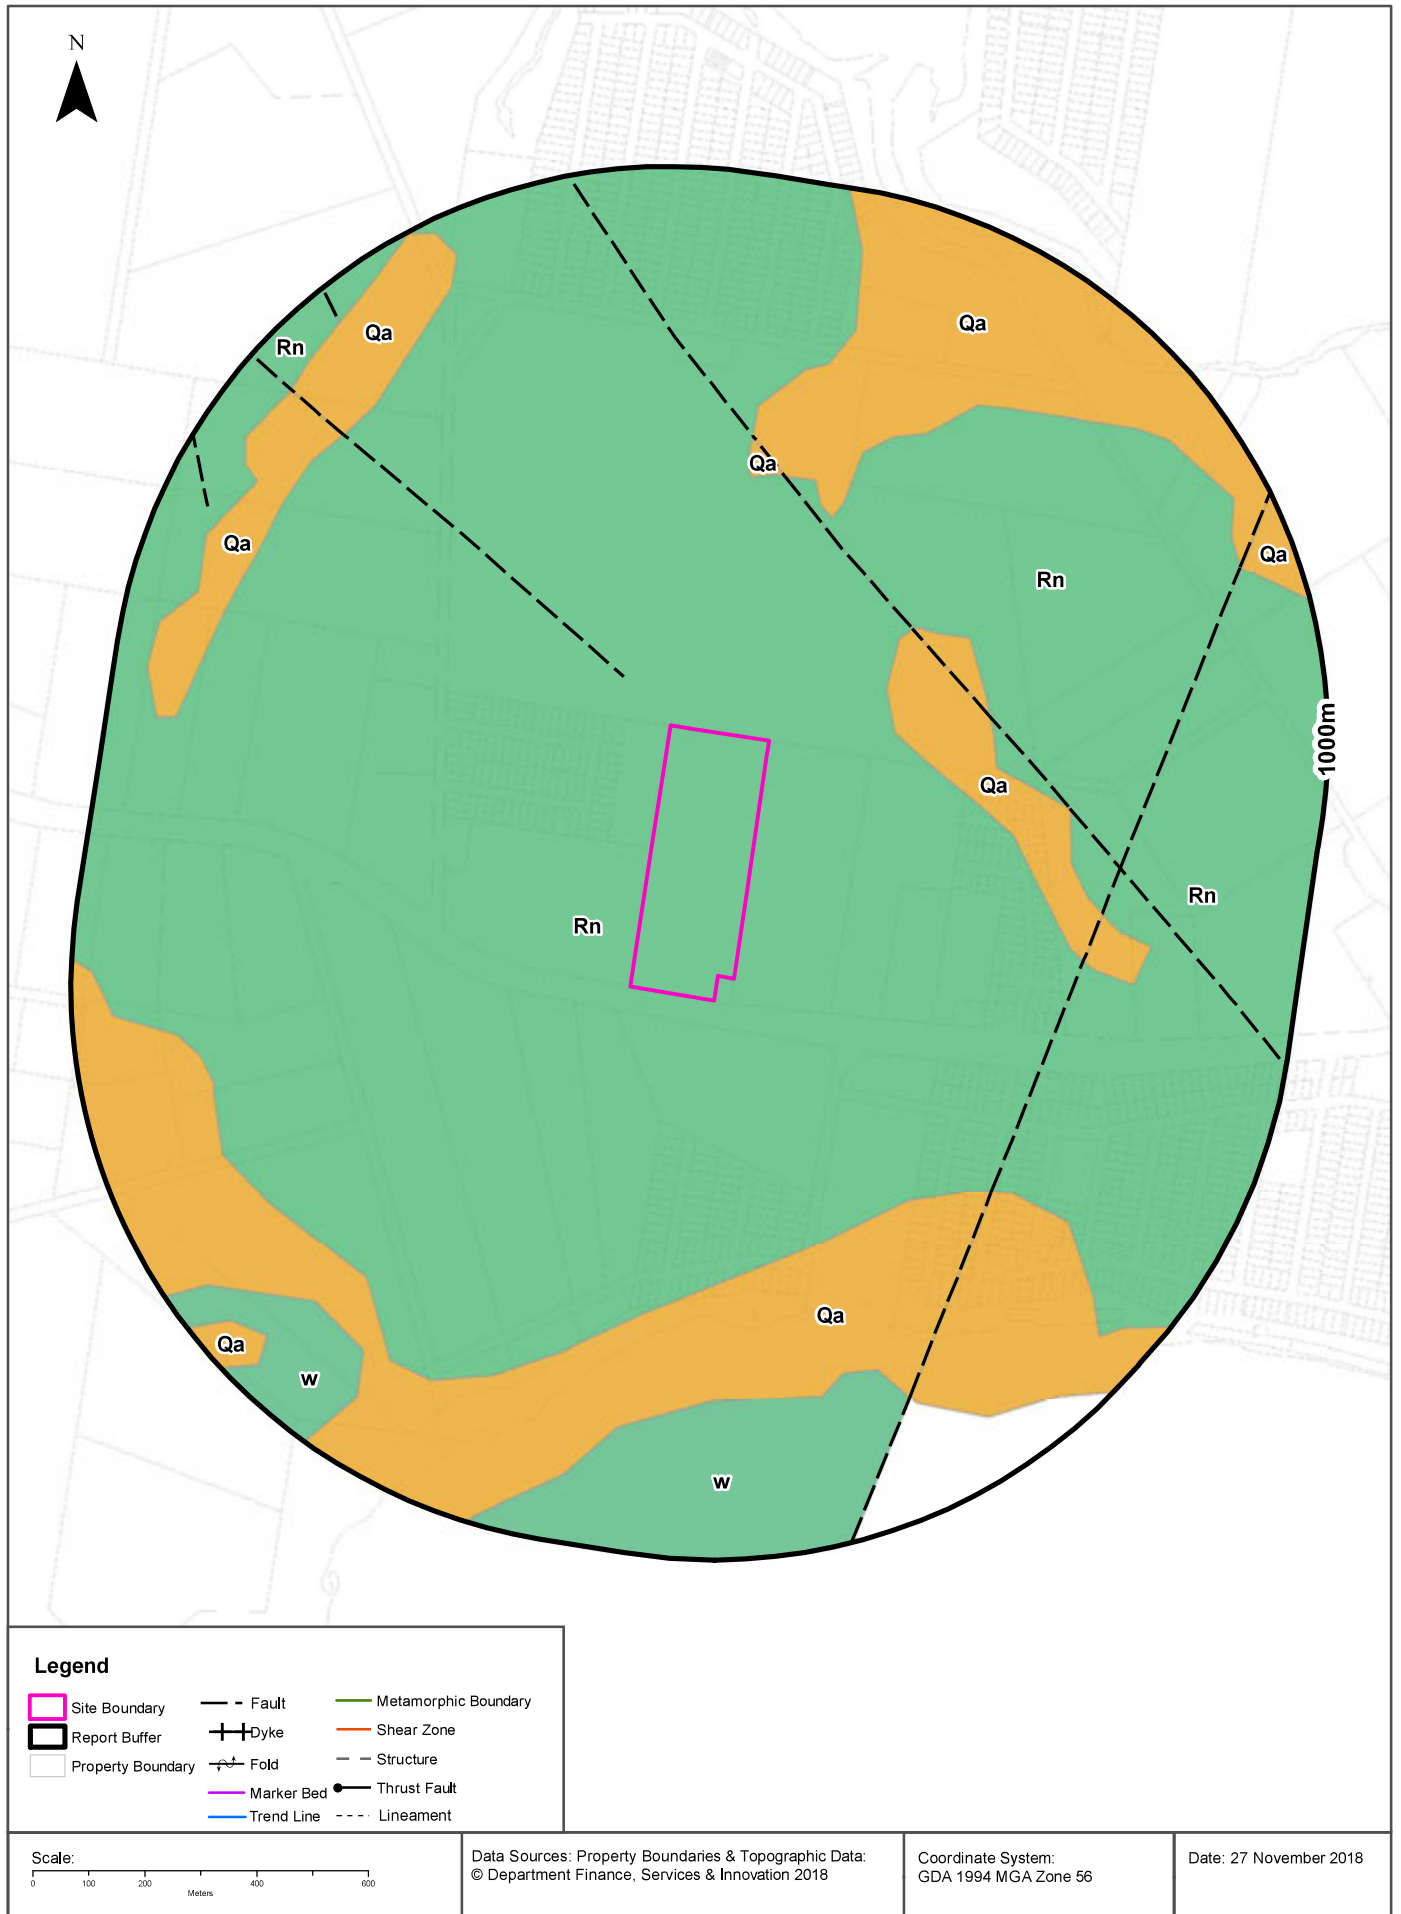 N
Qa
Rn
Qa
Qa
Qa
Qa
Qa
Rn
1000m
Qa
Rn
Rn
Qa
Qa
w
w
Legend
Site Boundary
Report Buffer
Property Boundary
Fault
Dyke
Fold
Marker Bed
Trend Line
Metamorphic Boundary
Shear Zone
Structure
Thrust Fault
Lineament
Scale:
0 100 200 400 600
Meters
Data Sources: Property Boundaries & Topographic Data:
© Department Finance, Services & Innovation 2018
Coordinate System:
GDA 1994 MGA Zone 56
Date: 27 November 2018